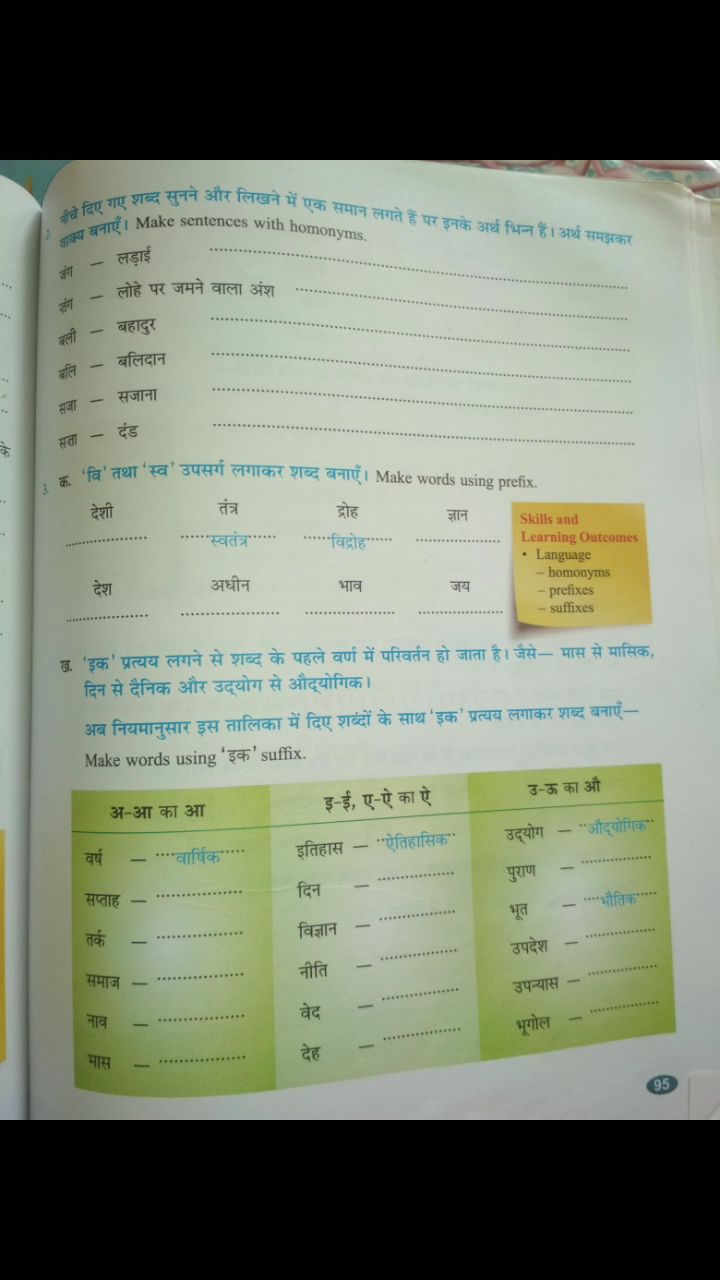 नीचे दिए गए शब्द सुनने और लिखने में एक समान लगते हैं पर इनके अर्थ भिन्न हैं। अर्थ समझकर
वाक्य बनाएँ। Make sentences with homonyms.
जंग — लड़ाई
ज़ंग — लोहे पर जमने वाला अंश
बली — बहादुर
बलि — बलिदान
सजा — सजाना
सज़ा — दंड
3. क. 'वि' तथा 'स्व' उपसर्ग लगाकर शब्द बनाएँ। Make words using prefix.
देशी तंत्र द्रोह ज्ञान
स्वतंत्र विद्रोह
देश अधीन भाव जय
Skills and
Learning Outcomes
• Language
– homonyms
– prefixes
– suffixes
ख. 'इक' प्रत्यय लगने से शब्द के पहले वर्ण में परिवर्तन हो जाता है। जैसे— मास से मासिक,
दिन से दैनिक और उद्योग से औद्योगिक।
अब नियमानुसार इस तालिका में दिए शब्दों के साथ 'इक' प्रत्यय लगाकर शब्द बनाएँ—
Make words using 'इक' suffix.
अ-आ का आ
वर्ष — वार्षिक
सप्ताह —
तर्क —
समाज —
नाव —
मास —
इ-ई, ए-ऐ का ऐ
इतिहास — ऐतिहासिक
दिन —
विज्ञान —
नीति —
वेद —
देह —
उ-ऊ का औ
उद्योग — औद्योगिक
पुराण —
भूत — भौतिक
उपदेश —
उपन्यास —
भूगोल —
95